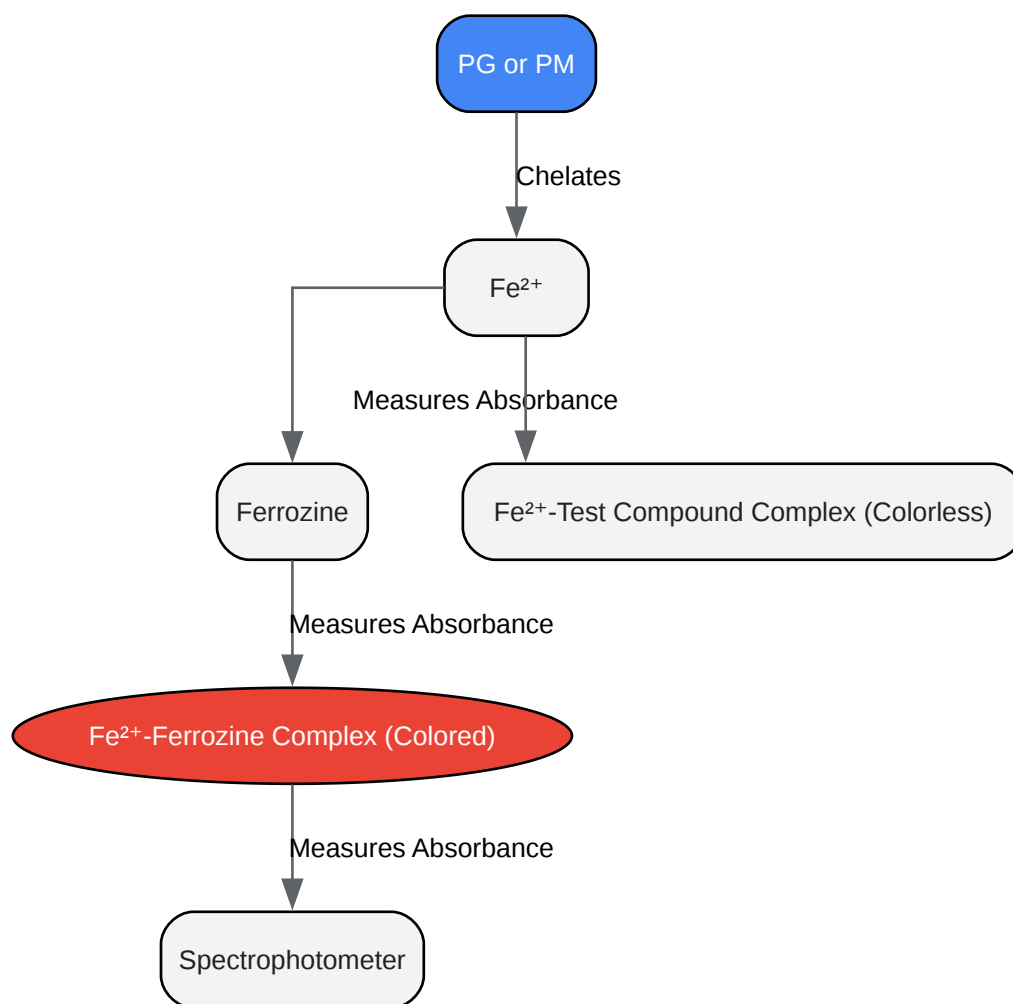 PG or PM
Chelates
Fe²⁺
Measures Absorbance
Ferrozine
Fe²⁺-Test Compound Complex (Colorless)
Measures Absorbance
Fe²⁺-Ferrozine Complex (Colored)
Measures Absorbance
Spectrophotometer